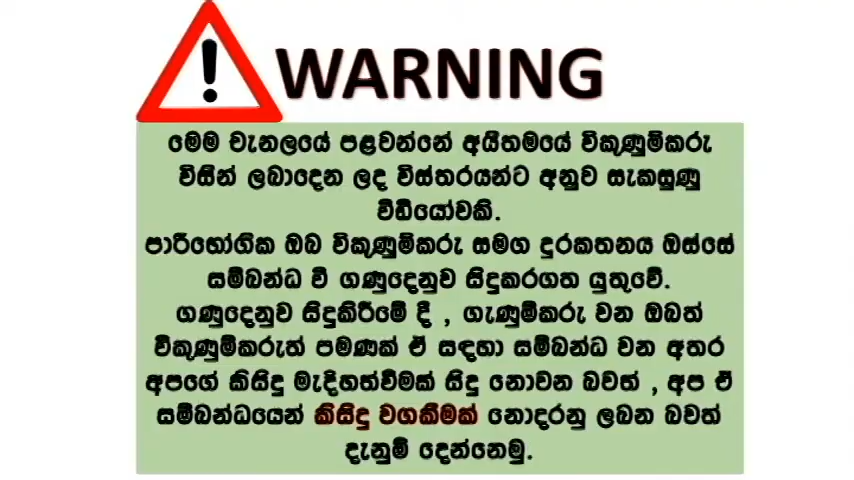 WARNING
මෙම චැනලයේ පළවන්නේ අයිතමයේ විකුණුම්කරු
විසින් ලබාදෙන ලද විස්තරයන්ට අනුව සැකසුණු
වීඩියෝවකි.
පාරිභෝගික ඔබ විකුණුම්කරු සමග දුරකතනය ඔස්සේ
සම්බන්ධ වී ගණුදෙනුව සිදුකරගත යුතුවේ.
ගණුදෙනුව සිදුකිරීමේ දී , ගැණුම්කරු වන ඔබත්
විකුණුම්කරුත් පමණක් ඒ සඳහා සම්බන්ධ වන අතර
අපගේ කිසිදු මැදිහත්වීමක් සිදු නොවන බවත් , අප ඒ
සම්බන්ධයෙන් කිසිදු වගකීමක් නොදරනු ලබන බවත්
දැනුම් දෙන්නෙමු.